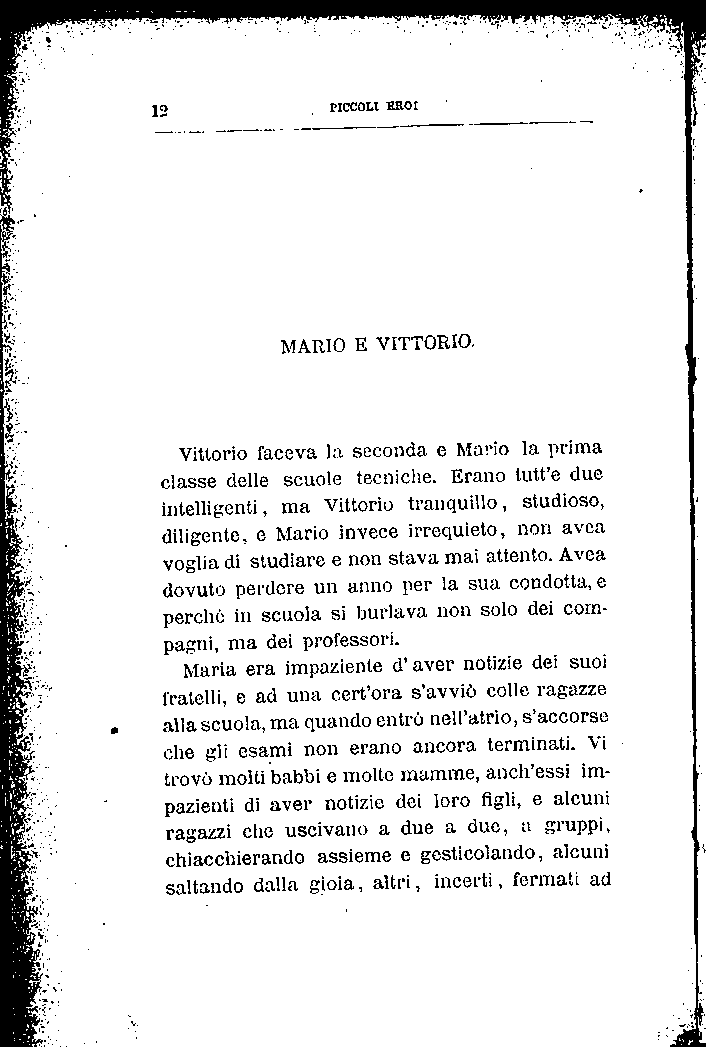 12 PICCOLI EROI
MARIO E VITTORIO.
Vittorio faceva la seconda e Mario la prima
classe delle scuole tecniche. Erano tutt'e due
intelligenti, ma Vittorio tranquillo, studioso,
diligente, e Mario invece irrequieto, non avea
voglia di studiare e non stava mai attento. Avea
dovuto perdere un anno per la sua condotta, e
perchè in scuola si burlava non solo dei com-
pagni, ma dei professori.
Maria era impaziente d'aver notizie dei suoi
fratelli, e ad una cert'ora s'avviò colle ragazze
alla scuola, ma quando entrò nell'atrio, s'accorse
che gli esami non erano ancora terminati. Vi
trovò molti babbi e molte mamme, anch'essi im-
pazienti di aver notizie dei loro figli, e alcuni
ragazzi che uscivano a due a due, a gruppi,
chiacchierando assieme e gesticolando, alcuni
saltando dalla gioia, altri, incerti, fermati ad